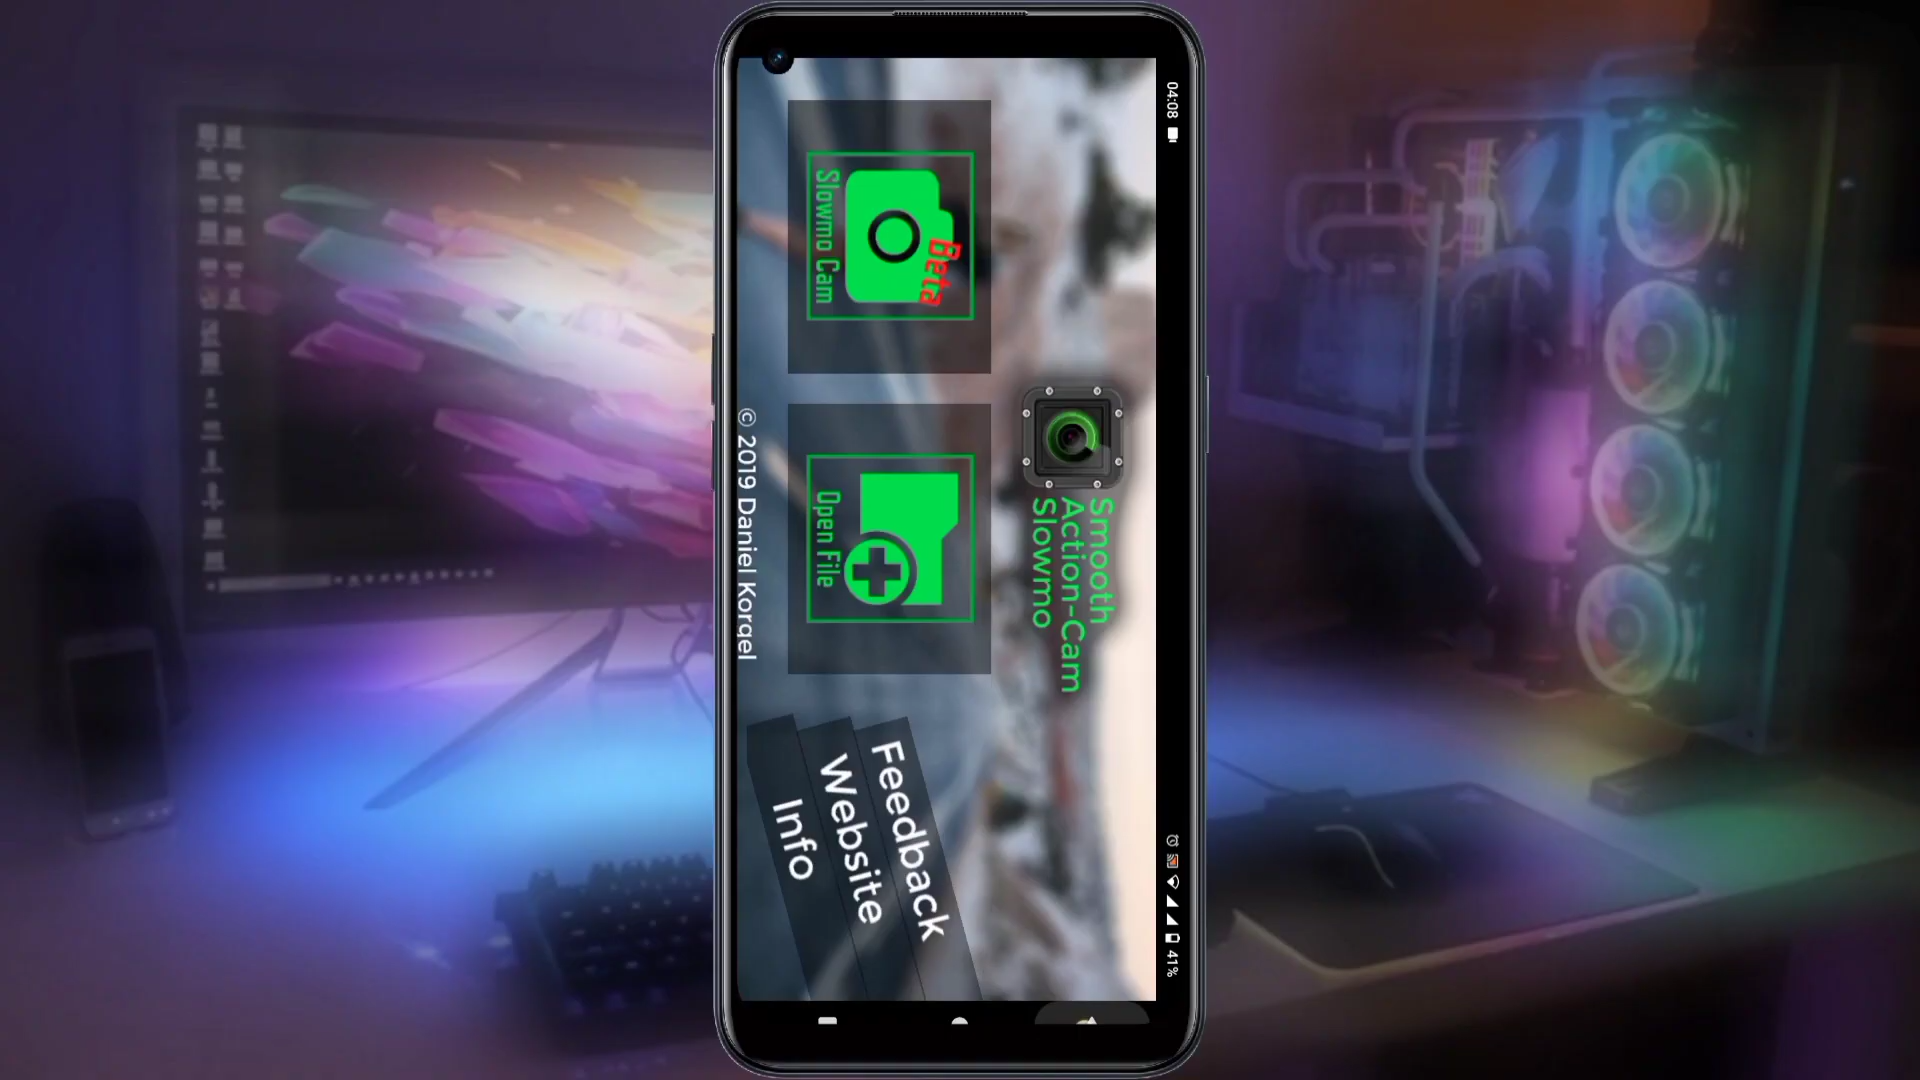 04:08
41%
Smooth
Action-Cam
Slowmo
Beta
Slowmo Cam
Open File
Feedback
Website
Info
© 2019 Daniel Korgel